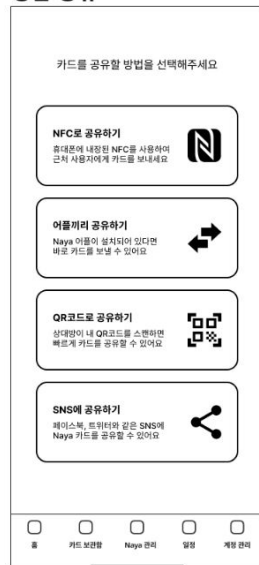 카드를 공유할 방법을 선택해주세요
NFC로 공유하기
휴대폰에 내장된 NFC를 사용하여
근처 사용자에게 카드를 보내세요
어플끼리 공유하기
Naya 어플이 설치되어 있다면
바로 카드를 보낼 수 있어요
QR코드로 공유하기
상대방이 내 QR코드를 스캔하면
빠르게 카드를 공유할 수 있어요
SNS에 공유하기
페이스북, 트위터와 같은 SNS에
Naya 카드를 공유할 수 있어요
홈 카드 보관함 Naya 관리 일정 계정 관리